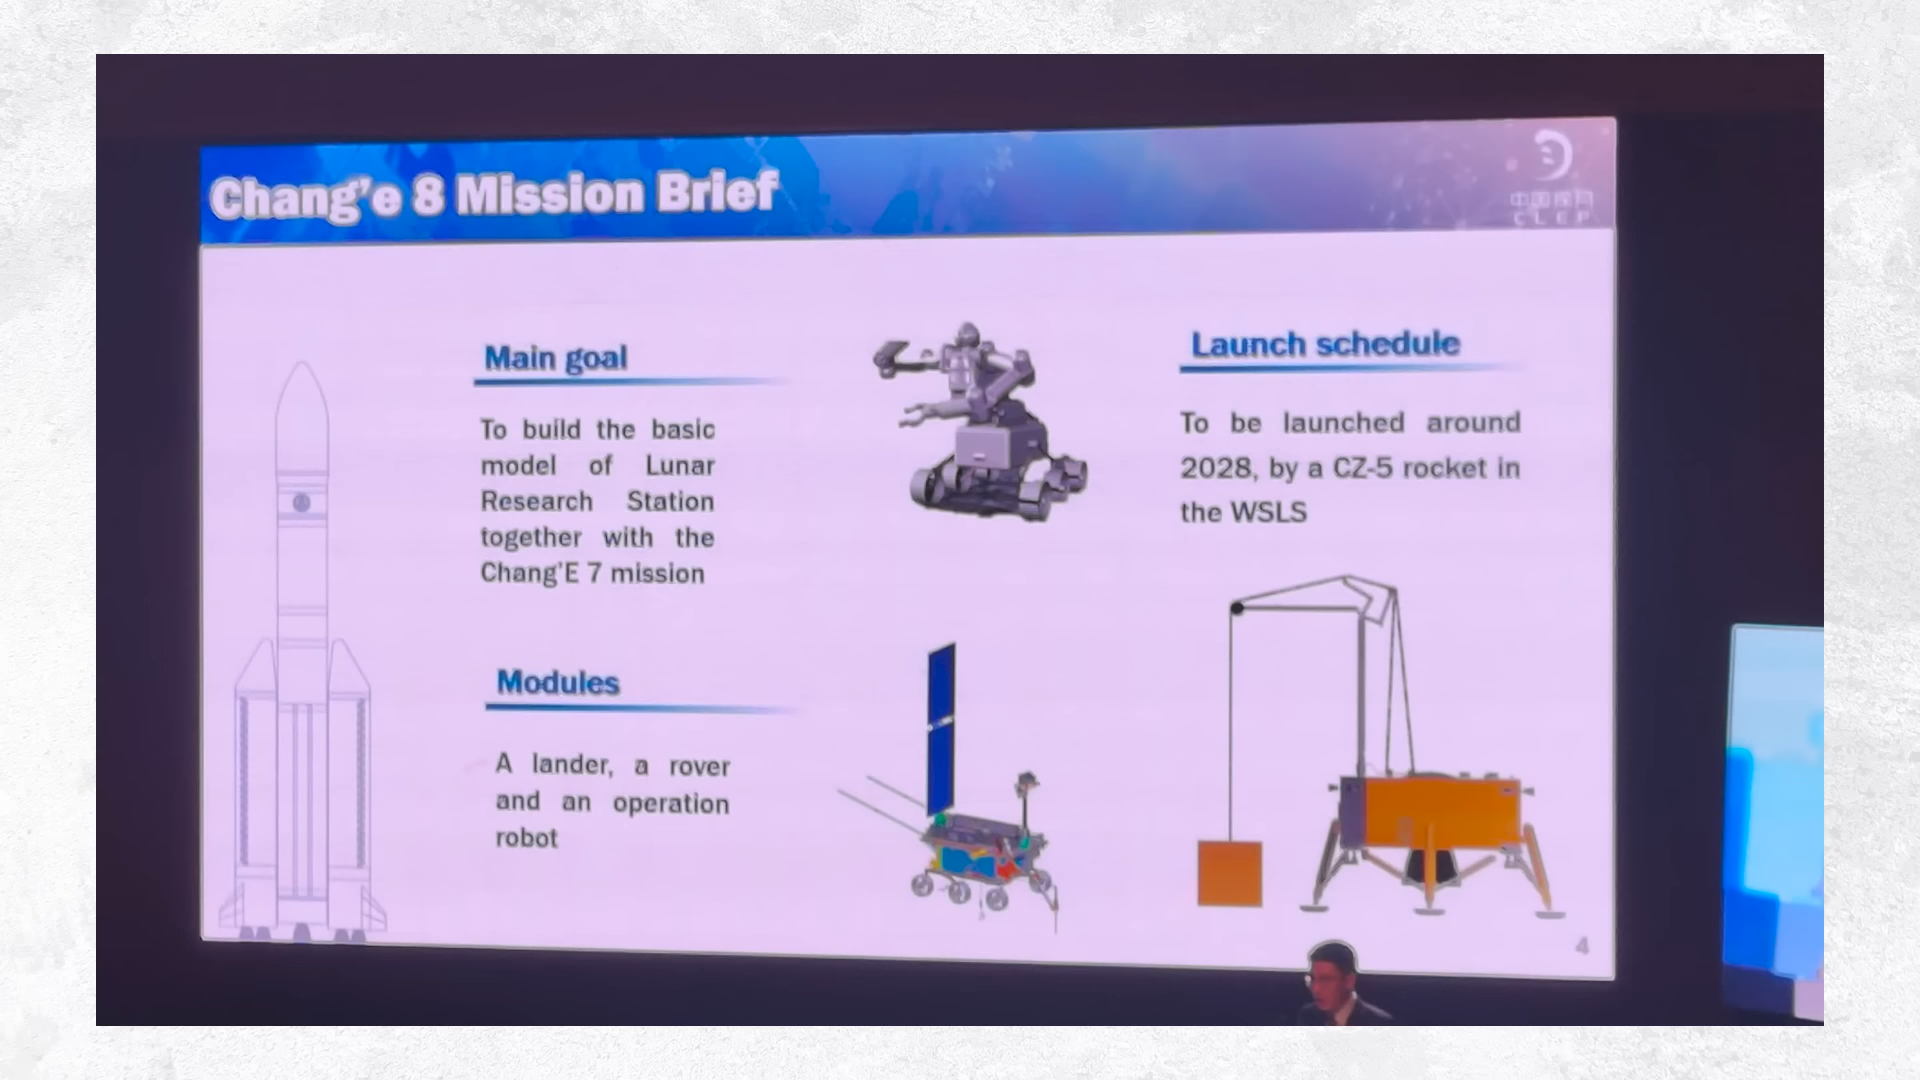 Chang'e 8 Mission Brief
中国探月
CLEP
Main goal
To build the basic
model of Lunar
Research Station
together with the
Chang'E 7 mission
Modules
A lander, a rover
and an operation
robot
Launch schedule
To be launched around
2028, by a CZ-5 rocket in
the WSLS
4